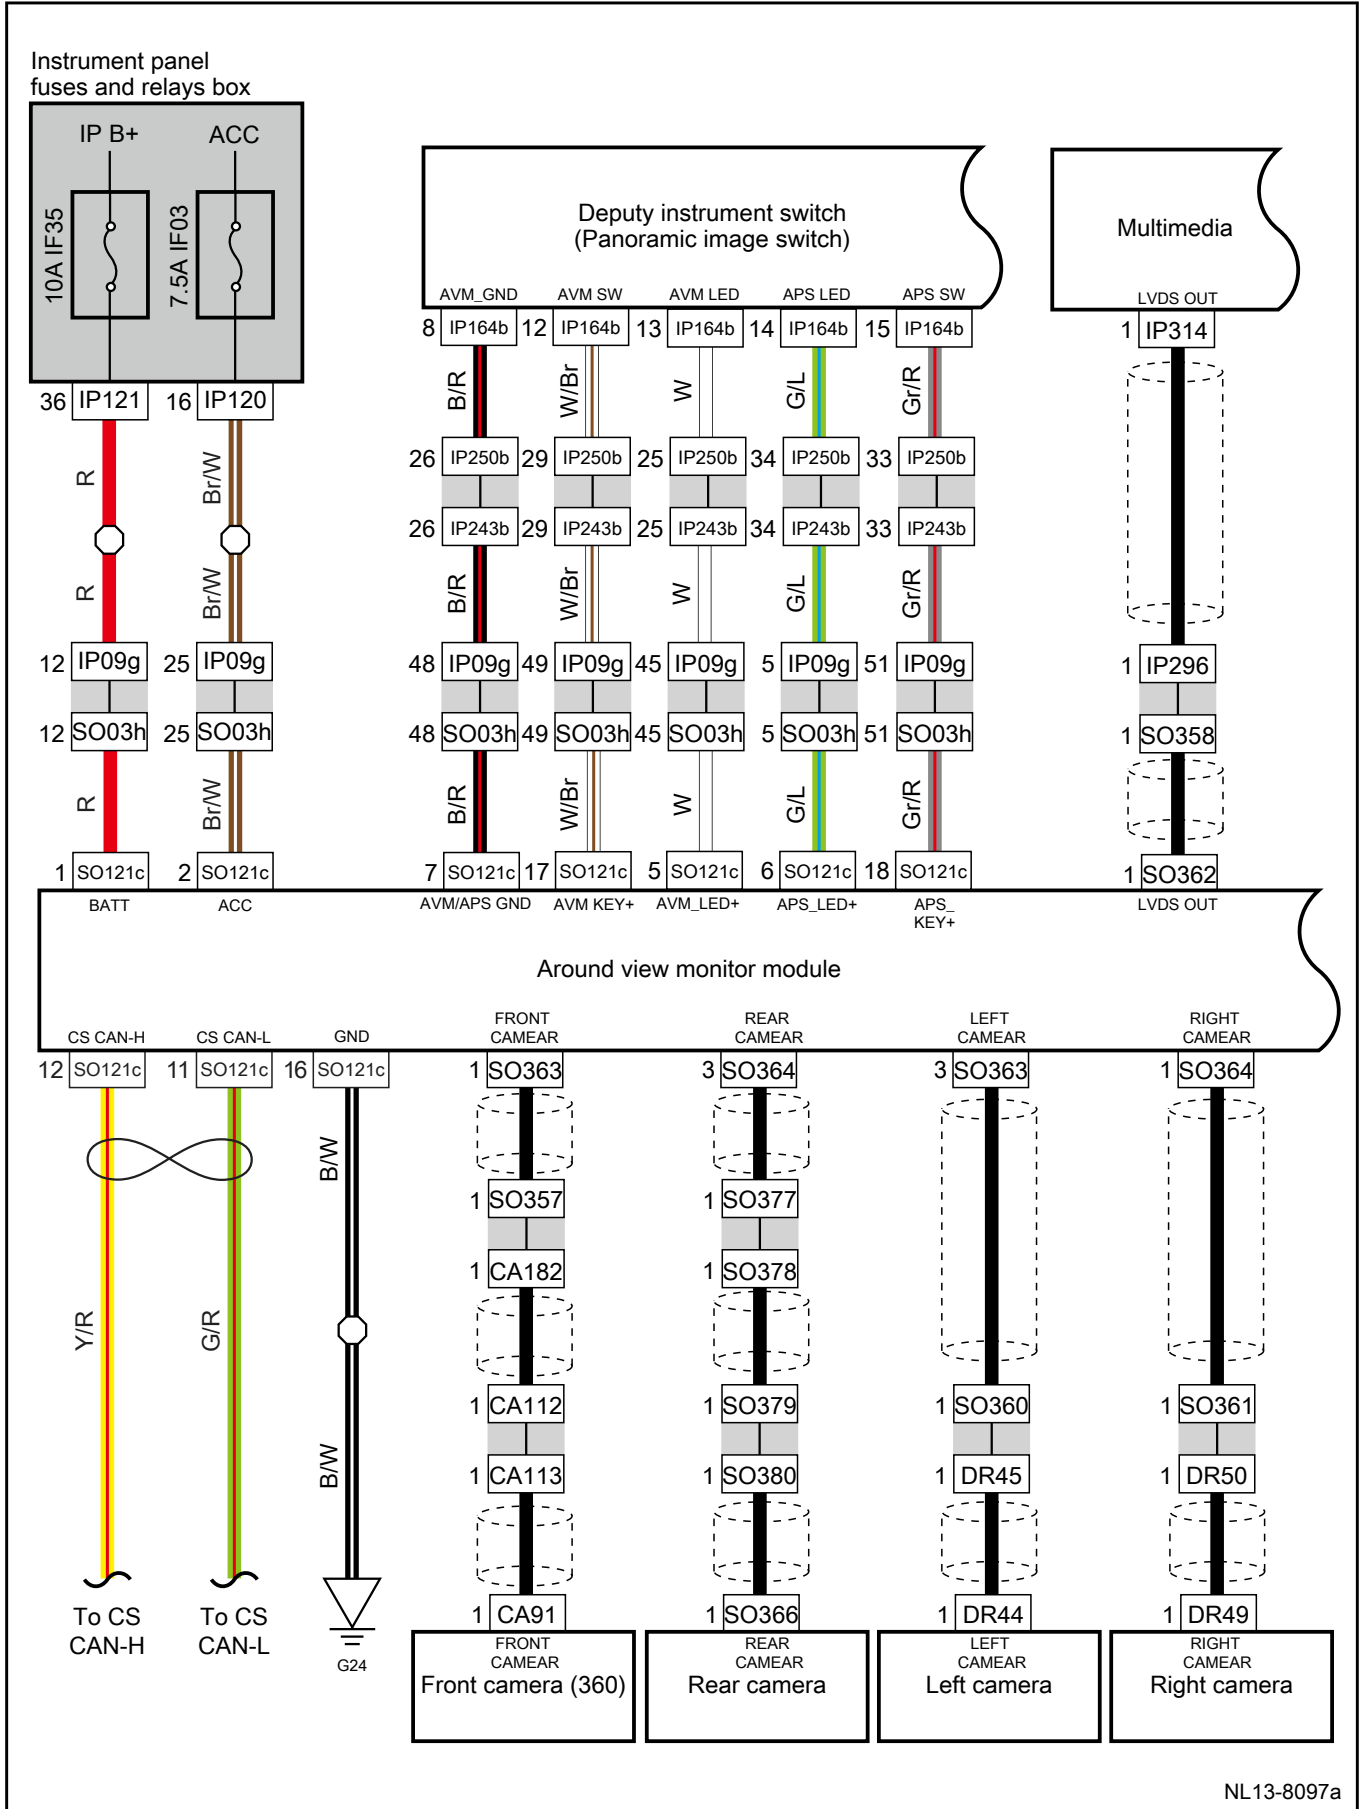 Instrument panel
fuses and relays box
IP B+ ACC
10A IF35
7.5A IF03
Deputy instrument switch
(Panoramic image switch)
Multimedia
AVM_GND AVM SW AVM LED APS LED APS SW
LVDS OUT
8 IP164b 12 IP164b 13 IP164b 14 IP164b 15 IP164b
1 IP314
36 IP121 16 IP120
B/R W/Br W G/L Gr/R
R Br/W
26 IP250b 29 IP250b 25 IP250b 34 IP250b 33 IP250b
26 IP243b 29 IP243b 25 IP243b 34 IP243b 33 IP243b
R Br/W B/R W/Br W G/L Gr/R
12 IP09g 25 IP09g 48 IP09g 49 IP09g 45 IP09g 5 IP09g 51 IP09g 1 IP296
12 SO03h 25 SO03h 48 SO03h 49 SO03h 45 SO03h 5 SO03h 51 SO03h 1 SO358
R Br/W B/R W/Br W G/L Gr/R
1 SO121c 2 SO121c 7 SO121c 17 SO121c 5 SO121c 6 SO121c 18 SO121c 1 SO362
BATT ACC AVM/APS GND AVM KEY+ AVM_LED+ APS_LED+ APS_
KEY+
LVDS OUT
Around view monitor module
CS CAN-H CS CAN-L GND
FRONT
CAMEAR
REAR
CAMEAR
LEFT
CAMEAR
RIGHT
CAMEAR
12 SO121c 11 SO121c 16 SO121c 1 SO363 3 SO364 3 SO363 1 SO364
B/W
1 SO357 1 SO377
1 CA182 1 SO378
Y/R G/R
1 CA112 1 SO379 1 SO360 1 SO361
B/W
1 CA113 1 SO380 1 DR45 1 DR50
To CS
CAN-H
To CS
CAN-L
G24
1 CA91 1 SO366 1 DR44 1 DR49
FRONT
CAMEAR
Front camera (360)
REAR
CAMEAR
Rear camera
LEFT
CAMEAR
Left camera
RIGHT
CAMEAR
Right camera
NL13-8097a